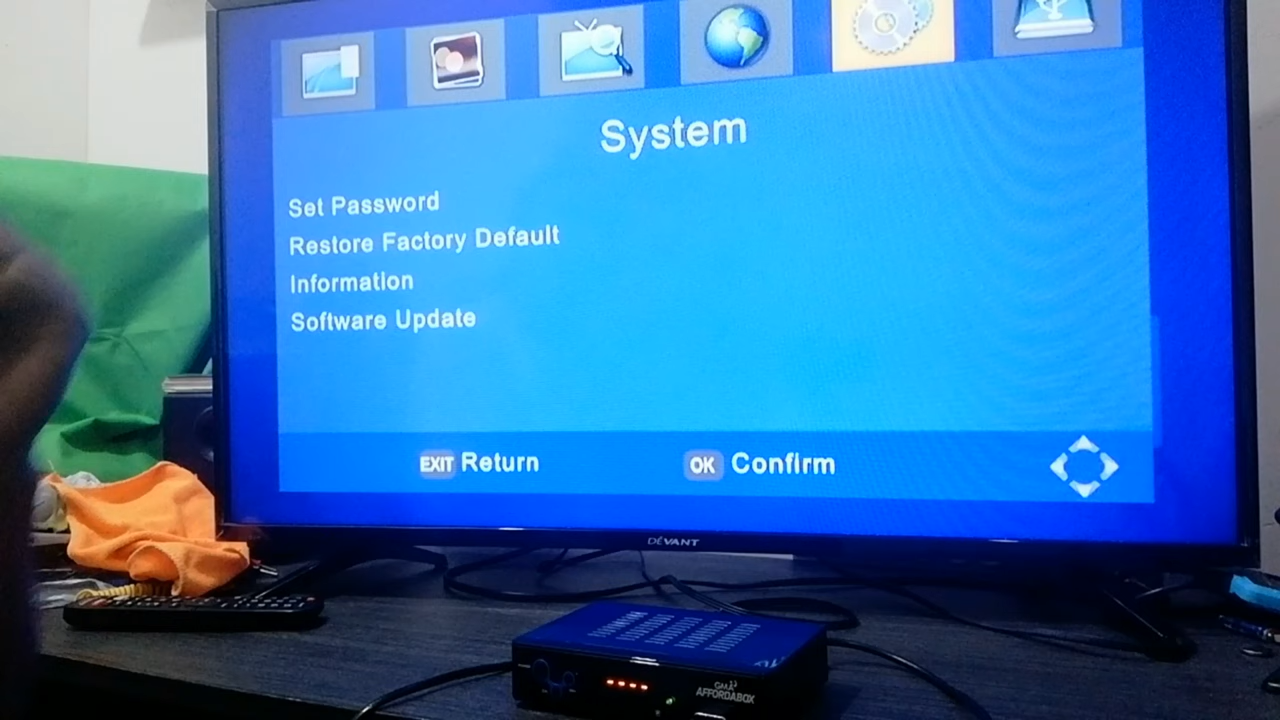 System
Set Password
Restore Factory Default
Information
Software Update
EXIT Return
OK Confirm
DEVANT
GMA
AFFORDABOX